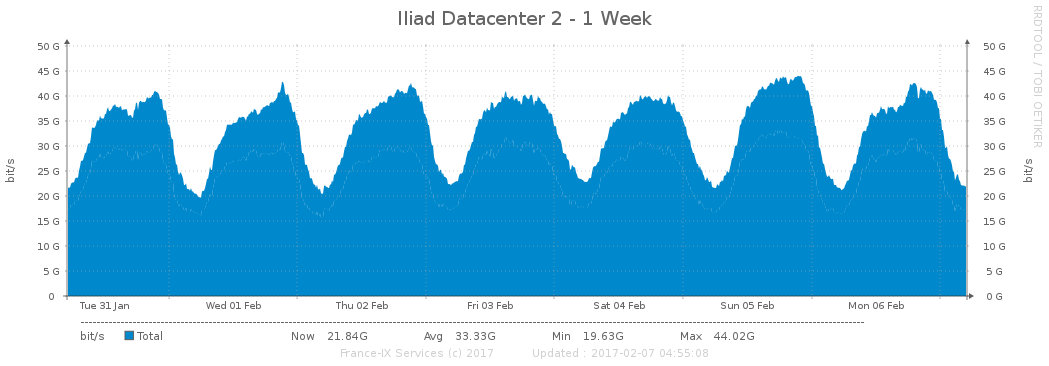 Iliad Datacenter 2 - 1 Week
RRDTOOL / TOBI OETIKER
bit/s
50 G 50 G
45 G 45 G
40 G 40 G
35 G 35 G
30 G 30 G
25 G 25 G
20 G 20 G
15 G 15 G
10 G 10 G
5 G 5 G
0 0 G
bit/s
Tue 31 Jan Wed 01 Feb Thu 02 Feb Fri 03 Feb Sat 04 Feb Sun 05 Feb Mon 06 Feb
bit/s Total Now 21.84G Avg 33.33G Min 19.63G Max 44.02G
France-IX Services (c) 2017 Updated : 2017-02-07 04:55:08